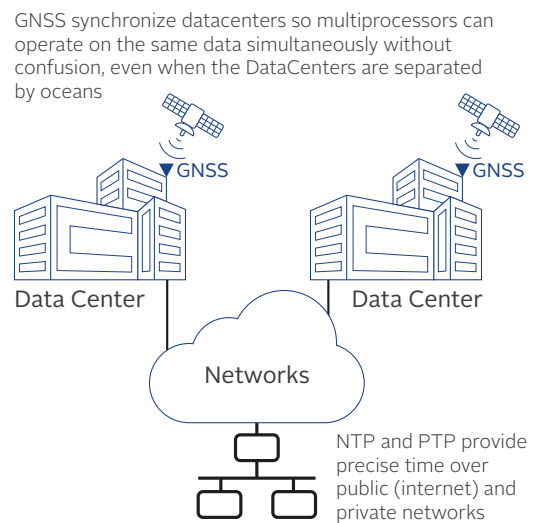 GNSS synchronize datacenters so multiprocessors can
operate on the same data simultaneously without
confusion, even when the DataCenters are separated
by oceans
GNSS
GNSS
Data Center
Data Center
Networks
NTP and PTP provide
precise time over
public (internet) and
private networks